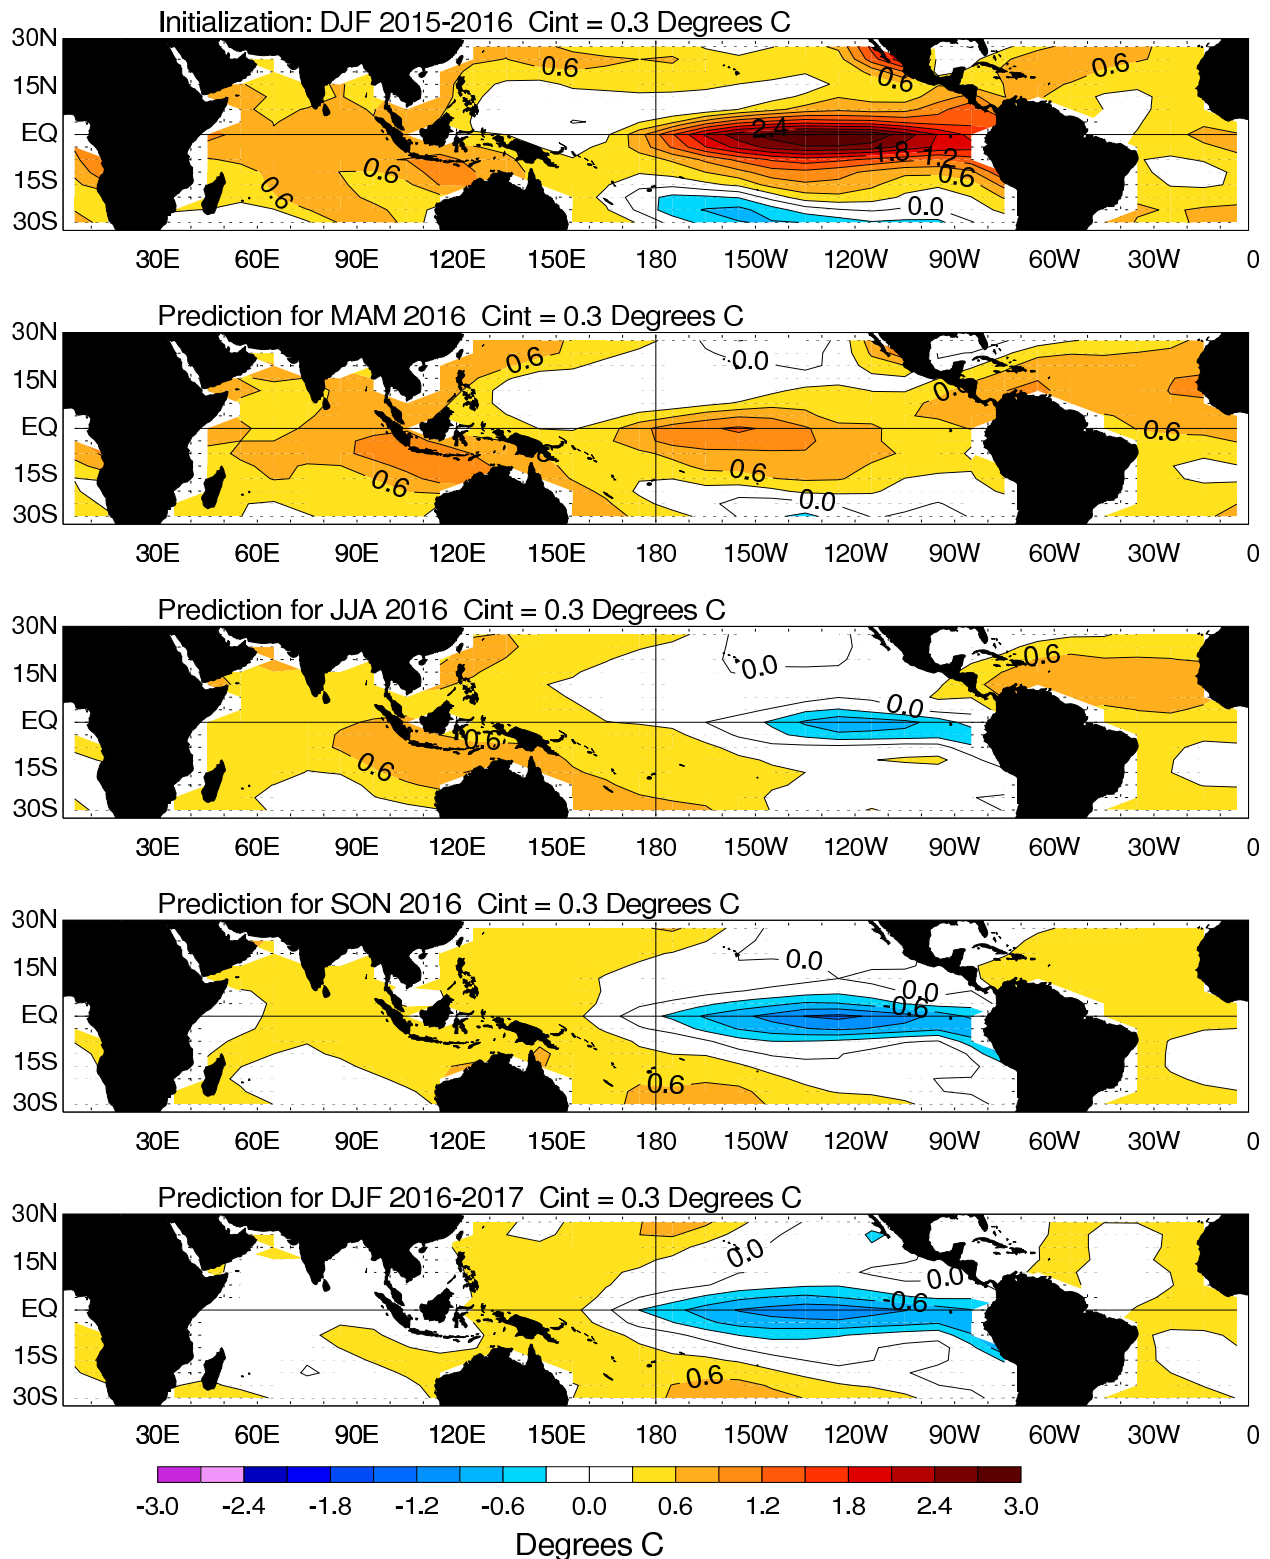 Initialization: DJF 2015-2016  Cint = 0.3 Degrees C
30N
15N
EQ
15S
30S
0.6
0.6
0.6
2.4
1.8
1.2
0.6
0.6
0.6
0.0
30E 60E 90E 120E 150E 180 150W 120W 90W 60W 30W 0
Prediction for MAM 2016  Cint = 0.3 Degrees C
30N
15N
EQ
15S
30S
0.6
0.0
0.6
0.6
0.6
0.0
30E 60E 90E 120E 150E 180 150W 120W 90W 60W 30W 0
Prediction for JJA 2016  Cint = 0.3 Degrees C
30N
15N
EQ
15S
30S
0.0
0.6
0.0
0.6
0.6
30E 60E 90E 120E 150E 180 150W 120W 90W 60W 30W 0
Prediction for SON 2016  Cint = 0.3 Degrees C
30N
15N
EQ
15S
30S
0.0
0.0
-0.6
0.6
30E 60E 90E 120E 150E 180 150W 120W 90W 60W 30W 0
Prediction for DJF 2016-2017  Cint = 0.3 Degrees C
30N
15N
EQ
15S
30S
0.0
0.0
-0.6
0.6
30E 60E 90E 120E 150E 180 150W 120W 90W 60W 30W 0
-3.0 -2.4 -1.8 -1.2 -0.6 0.0 0.6 1.2 1.8 2.4 3.0
Degrees C